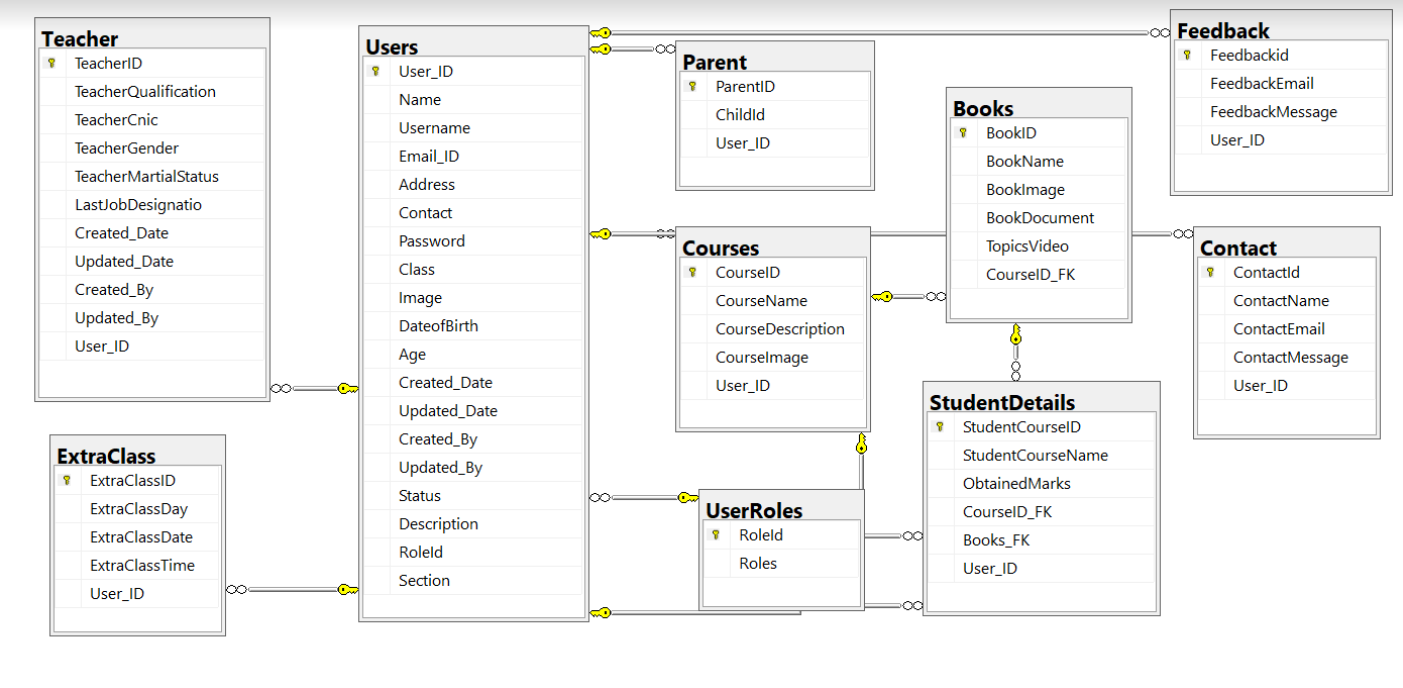 Teacher
TeacherID
TeacherQualification
TeacherCnic
TeacherGender
TeacherMartialStatus
LastJobDesignatio
Created_Date
Updated_Date
Created_By
Updated_By
User_ID
ExtraClass
ExtraClassID
ExtraClassDay
ExtraClassDate
ExtraClassTime
User_ID
Users
User_ID
Name
Username
Email_ID
Address
Contact
Password
Class
Image
DateofBirth
Age
Created_Date
Updated_Date
Created_By
Updated_By
Status
Description
RoleId
Section
Parent
ParentID
ChildId
User_ID
Courses
CourseID
CourseName
CourseDescription
CourseImage
User_ID
UserRoles
RoleId
Roles
Books
BookID
BookName
BookImage
BookDocument
TopicsVideo
CourseID_FK
StudentDetails
StudentCourseID
StudentCourseName
ObtainedMarks
CourseID_FK
Books_FK
User_ID
Feedback
Feedbackid
FeedbackEmail
FeedbackMessage
User_ID
Contact
ContactId
ContactName
ContactEmail
ContactMessage
User_ID